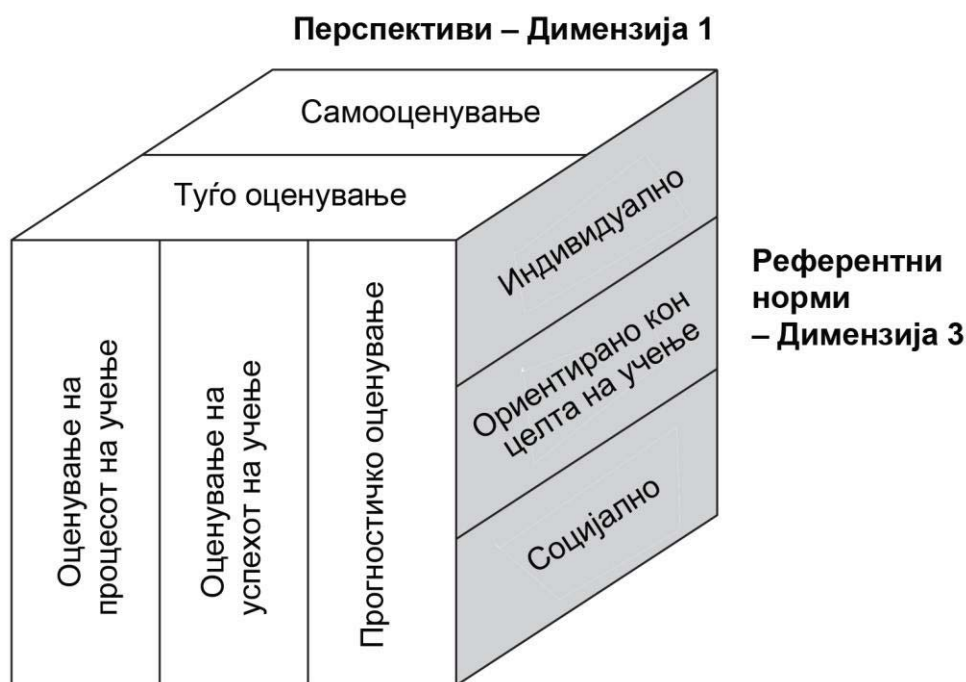 Перспективи – Димензија 1
Самооценување
Туѓо оценување
Оценување на
процесот на учење
Оценување на
успехот на учење
Прогностичко оценување
Индивидуално
Ориентирано кон
целта на учење
Социјално
Референтни
норми
– Димензија 3